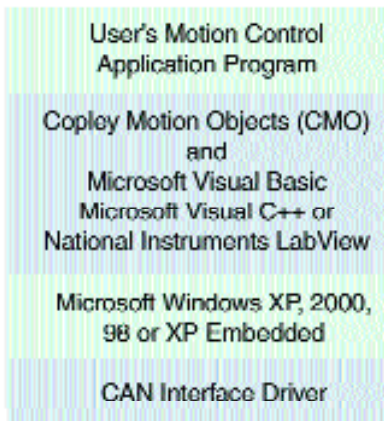 User's Motion Control
Application Program
Copley Motion Objects (CMO)
and
Microsoft Visual Basic
Microsoft Visual C++ or
National Instruments LabView
Microsoft Windows XP, 2000,
98 or XP Embedded
CAN Interface Driver